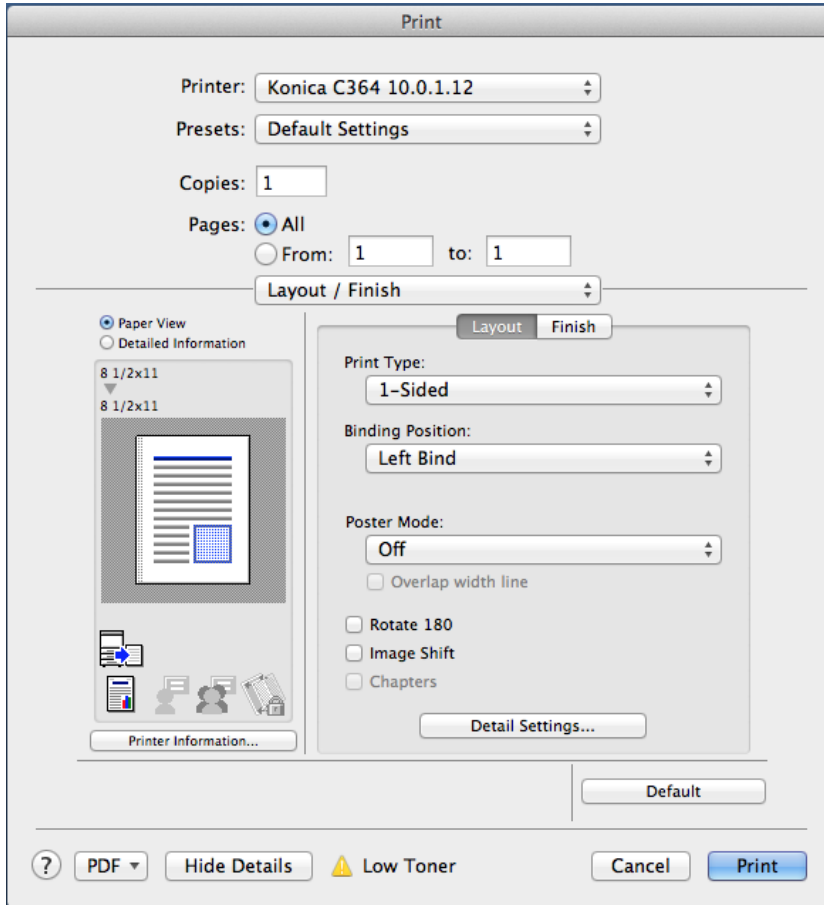 Print
Printer: Konica C364 10.0.1.12
Presets: Default Settings
Copies: 1
Pages: All
From: 1 to: 1
Layout / Finish
Paper View
Detailed Information
8 1/2x11
8 1/2x11
Printer Information...
Layout Finish
Print Type:
1-Sided
Binding Position:
Left Bind
Poster Mode:
Off
Overlap width line
Rotate 180
Image Shift
Chapters
Detail Settings...
Default
? PDF Hide Details Low Toner Cancel Print